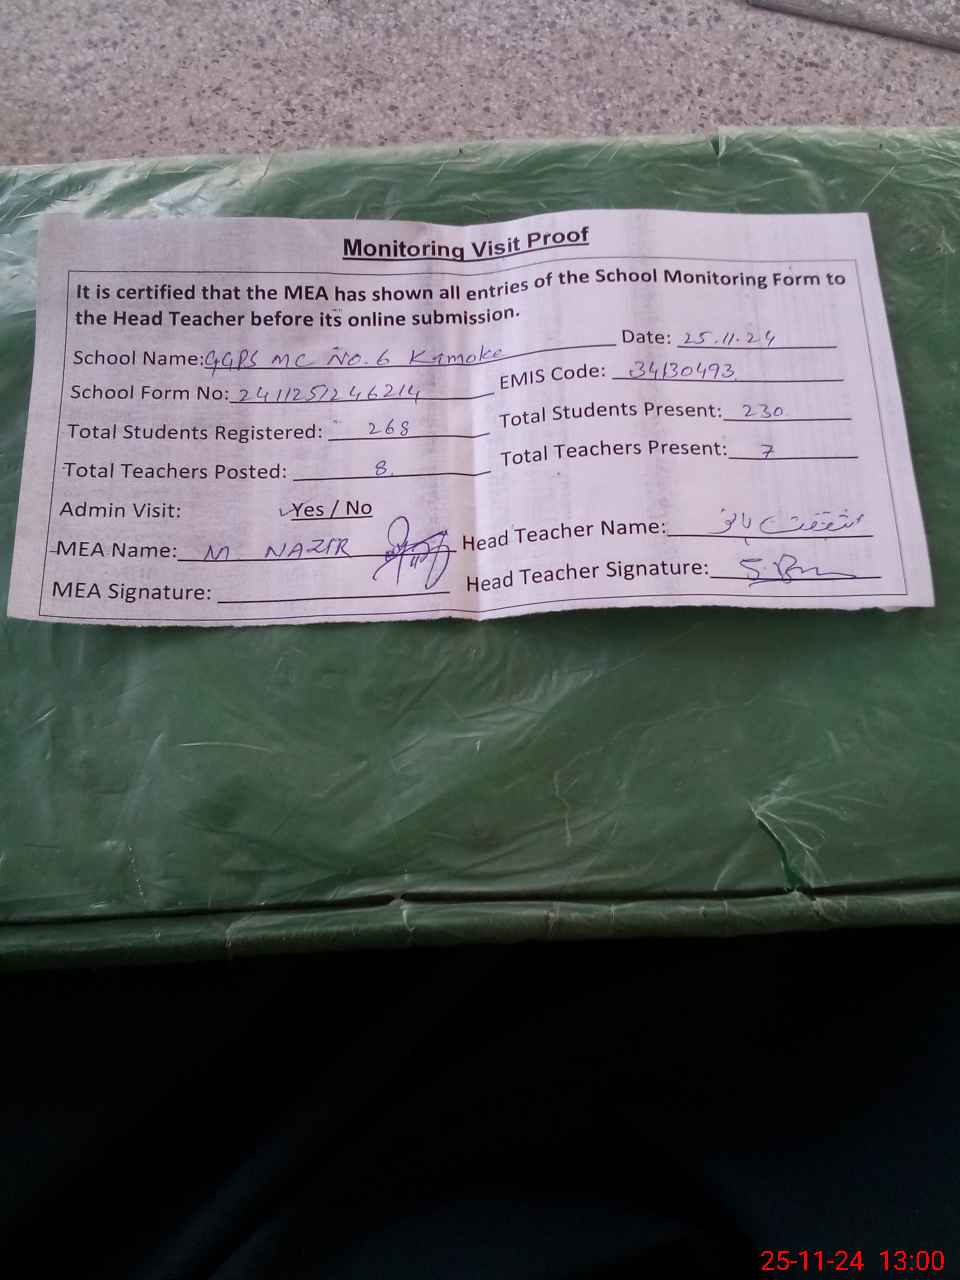 Monitoring Visit Proof
It is certified that the MEA has shown all entries of the School Monitoring Form to
the Head Teacher before its online submission.
School Name: GGPS MC NO. 6 Kamoke Date: 25.11.24
School Form No: 2411251246214 EMIS Code: 34130493
Total Students Registered: 268 Total Students Present: 230
Total Teachers Posted: 8 Total Teachers Present: 7
Admin Visit: ✓Yes / No
MEA Name: M. NAZIR Head Teacher Name:
MEA Signature: Head Teacher Signature:
25-11-24 13:00